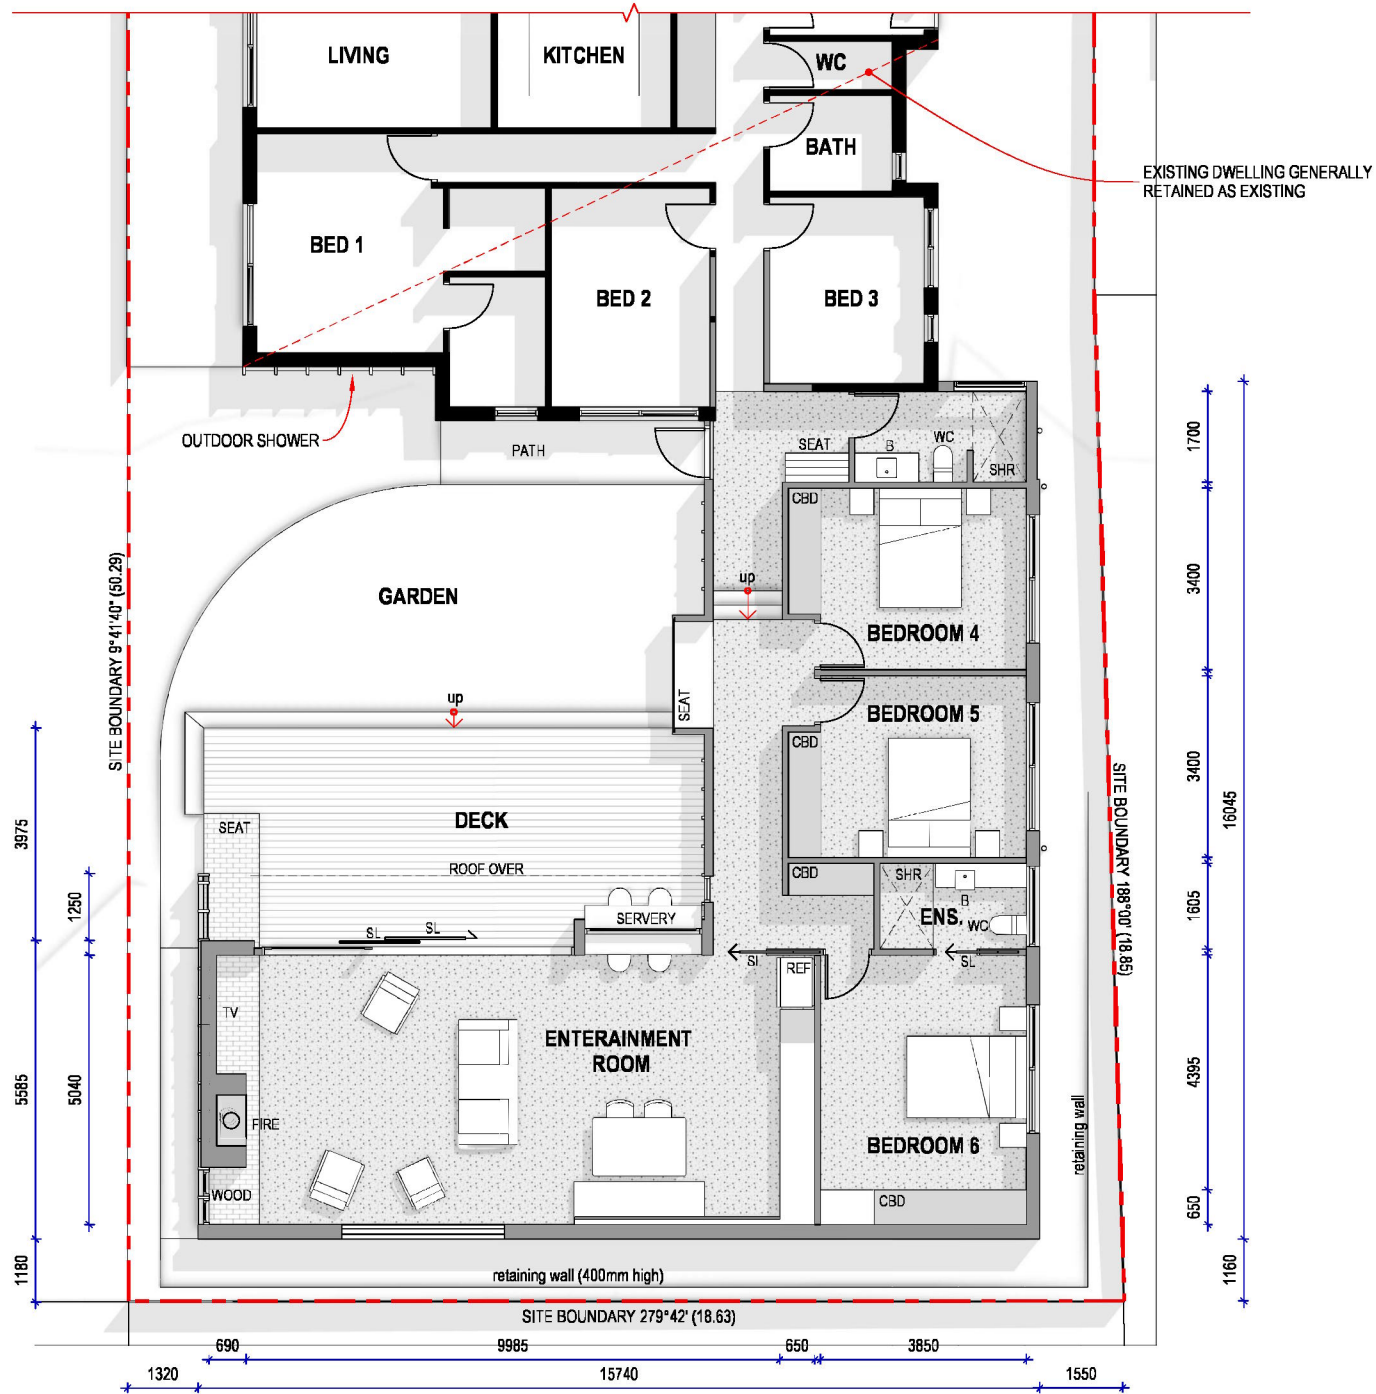 LIVING
KITCHEN
WC
BATH
EXISTING DWELLING GENERALLY
RETAINED AS EXISTING
BED 1
BED 2
BED 3
OUTDOOR SHOWER
PATH
SEAT
B
WC
SHR
CBD
1700
SITE BOUNDARY 9°41'40" (50.29)
GARDEN
up
BEDROOM 4
3400
up
SEAT
BEDROOM 5
CBD
3400
16045
SITE BOUNDARY 188°00' (18.85)
3975
1250
SEAT
DECK
ROOF OVER
SERVERY
SL
SL
CBD
SHR
B
ENS.
WC
1605
SL
SL
REF
TV
ENTERAINMENT
ROOM
5585
5040
FIRE
WOOD
BEDROOM 6
CBD
4395
650
retaining wall
1180
1160
retaining wall (400mm high)
SITE BOUNDARY 279°42' (18.63)
690
9985
650
3850
1320
15740
1550